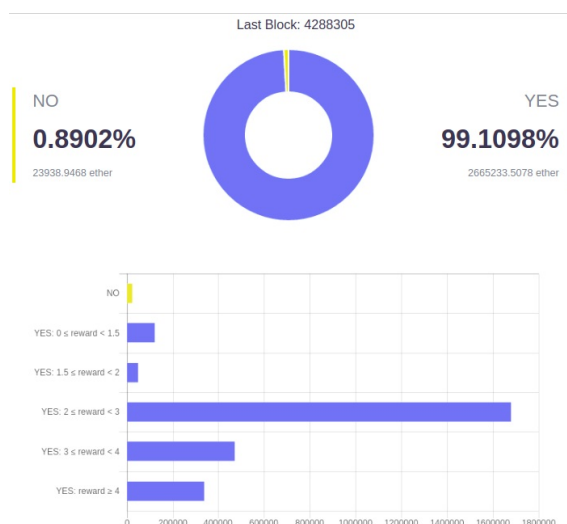 Last Block: 4288305
NO
YES
0.8902%
99.1098%
23938.9468 ether
2665233.5078 ether
NO
YES: 0 ≤ reward < 1.5
YES: 1.5 ≤ reward < 2
YES: 2 ≤ reward < 3
YES: 3 ≤ reward < 4
YES: reward ≥ 4
0 200000 400000 600000 800000 1000000 1200000 1400000 1600000 1800000